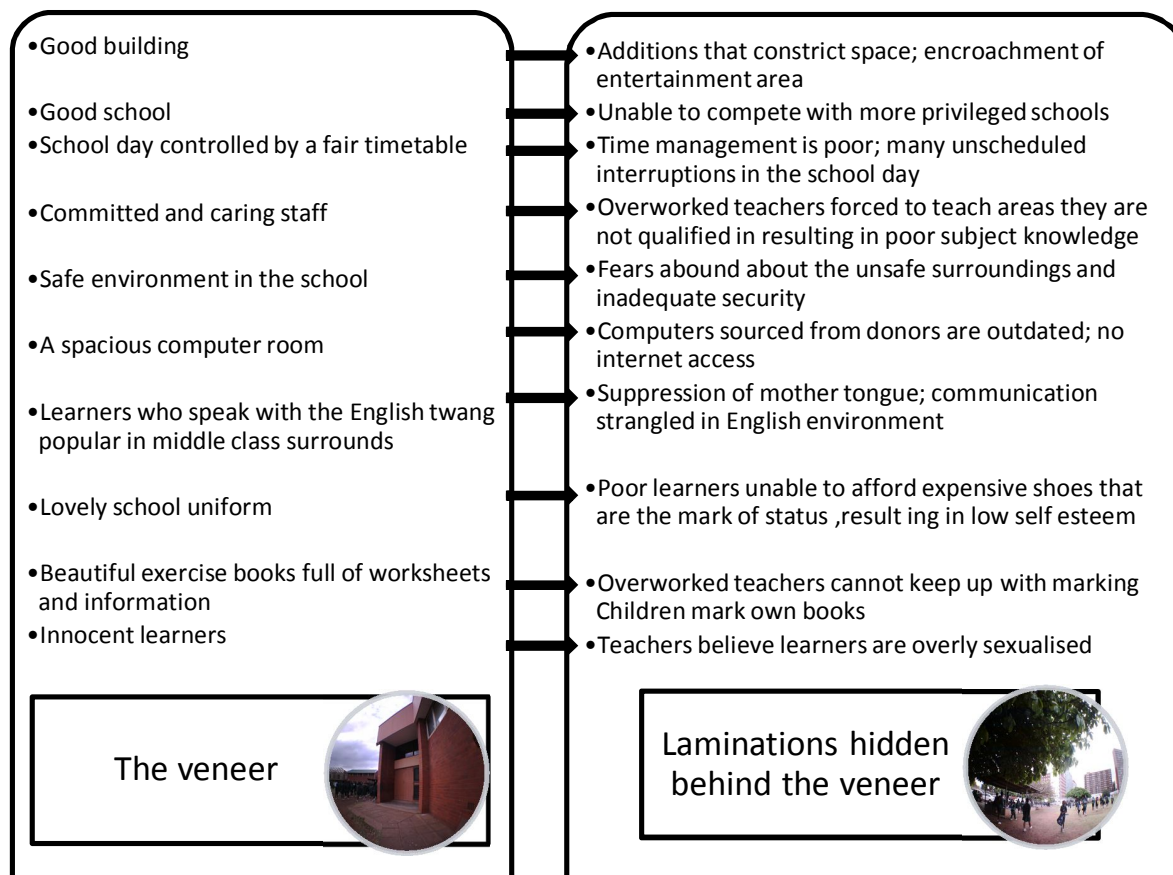 •Good building
•Good school
•School day controlled by a fair timetable
•Committed and caring staff
•Safe environment in the school
•A spacious computer room
•Learners who speak with the English twang
popular in middle class surrounds
•Lovely school uniform
•Beautiful exercise books full of worksheets
and information
•Innocent learners
The veneer
•Additions that constrict space; encroachment of
entertainment area
•Unable to compete with more privileged schools
•Time management is poor; many unscheduled
interruptions in the school day
•Overworked teachers forced to teach areas they are
not qualified in resulting in poor subject knowledge
•Fears abound about the unsafe surroundings and
inadequate security
•Computers sourced from donors are outdated; no
internet access
•Suppression of mother tongue; communication
strangled in English environment
•Poor learners unable to afford expensive shoes that
are the mark of status ,result ing in low self esteem
•Overworked teachers cannot keep up with marking
Children mark own books
•Teachers believe learners are overly sexualised
Laminations hidden
behind the veneer